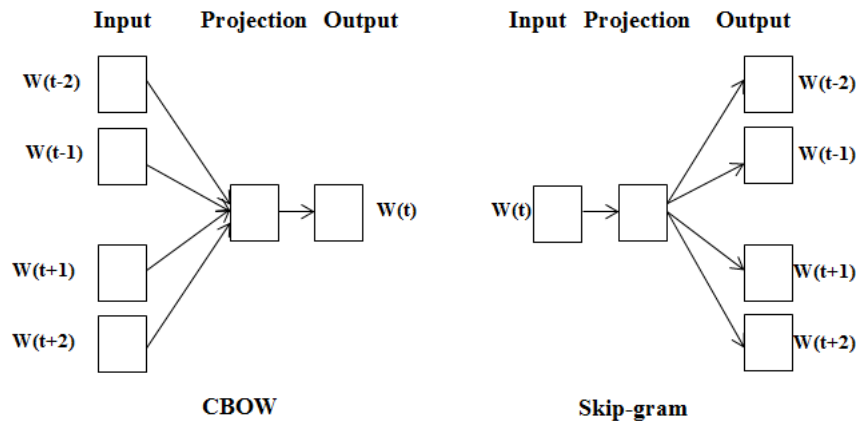 Input Projection Output
W(t-2)
W(t-1)
W(t)
W(t+1)
W(t+2)
CBOW
Input Projection Output
W(t-2)
W(t-1)
W(t)
W(t+1)
W(t+2)
Skip-gram